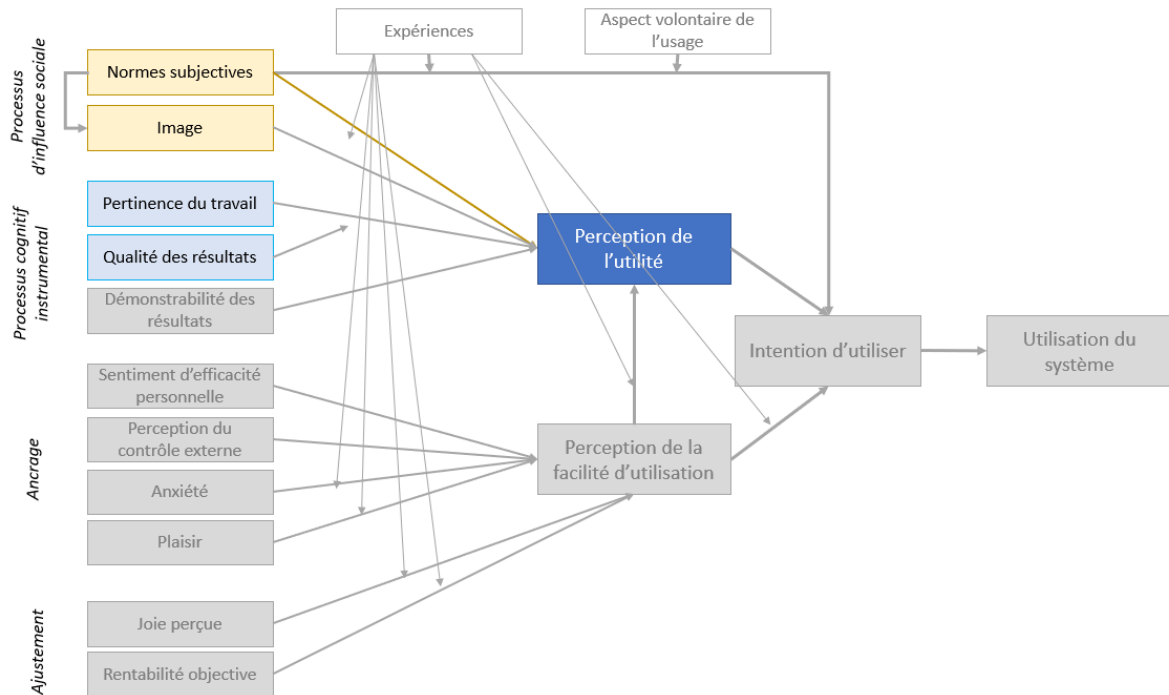 Expériences
Aspect volontaire de
l'usage
Processus
d'influence sociale
Normes subjectives
Image
Processus cognitif
instrumental
Pertinence du travail
Qualité des résultats
Démonstrabilité des
résultats
Perception de
l'utilité
Intention d'utiliser
Utilisation du
système
Ancrage
Sentiment d'efficacité
personnelle
Perception du
contrôle externe
Anxiété
Plaisir
Perception de la
facilité d'utilisation
Ajustement
Joie perçue
Rentabilité objective